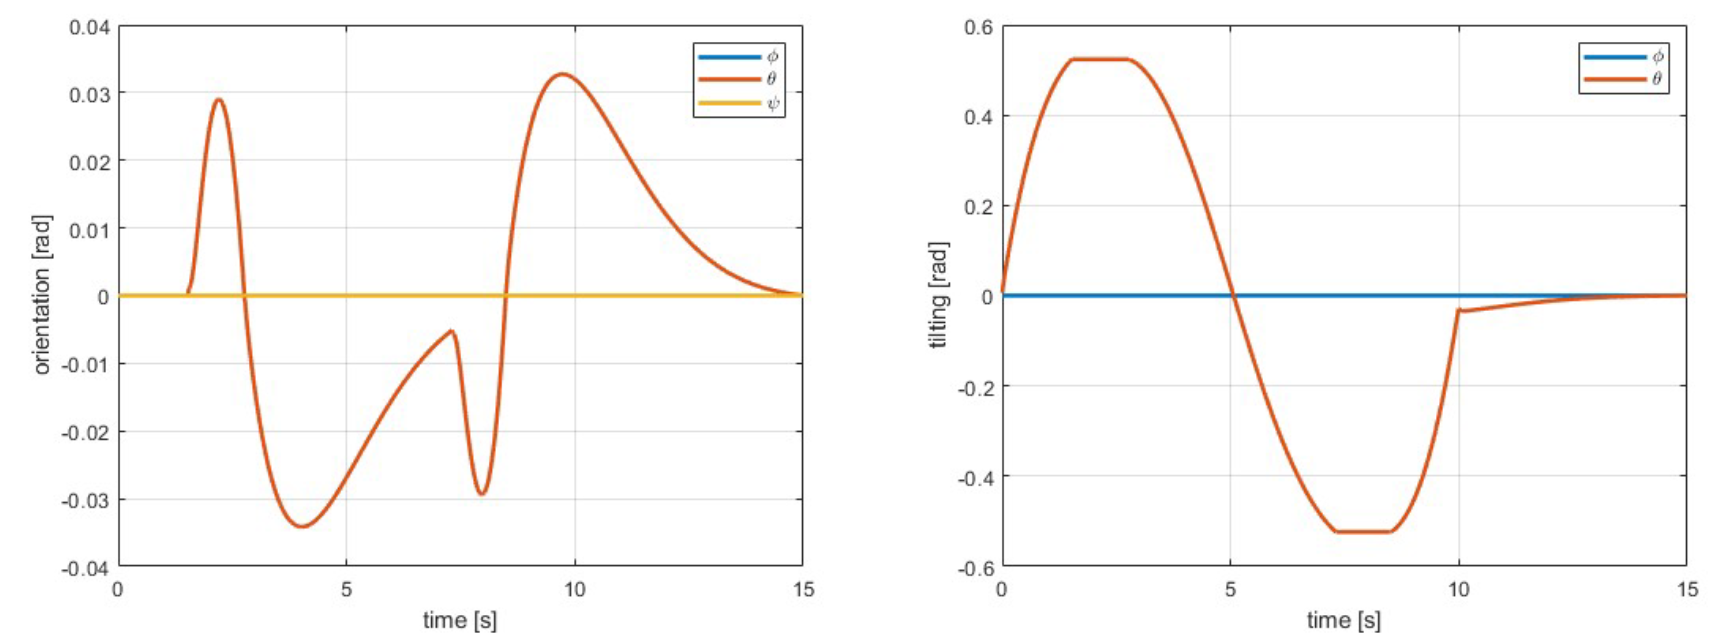 0.04
0.03
0.02
0.01
0
-0.01
-0.02
-0.03
-0.04
orientation [rad]
0
5
10
15
time [s]
ϕ
θ
ψ
0.6
0.4
0.2
0
-0.2
-0.4
-0.6
tilting [rad]
0
5
10
15
time [s]
ϕ
θ